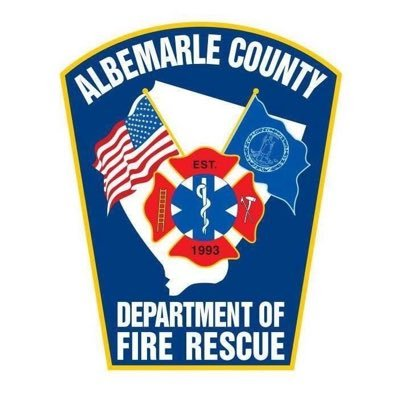 ALBEMARLE COUNTY
EST.
1993
DEPARTMENT OF
FIRE RESCUE